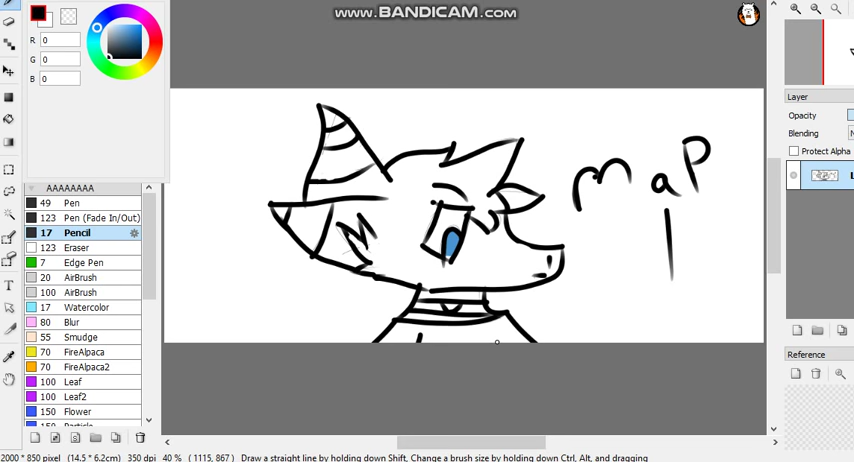 www.BANDICAM.com
R 0
G 0
B 0
AAAAAAAA
49 Pen
123 Pen (Fade In/Out)
17 Pencil
123 Eraser
7 Edge Pen
20 AirBrush
100 AirBrush
17 Watercolor
80 Blur
55 Smudge
70 FireAlpaca
70 FireAlpaca2
100 Leaf
100 Leaf2
150 Flower
150 Particle
maP
Layer
Opacity
Blending
Protect Alpha
Reference
2000 * 850 pixel (14.5 * 6.2cm) 350 dpi 40 % ( 1115, 867 ) Draw a straight line by holding down Shift, Change a brush size by holding down Ctrl, Alt, and dragging